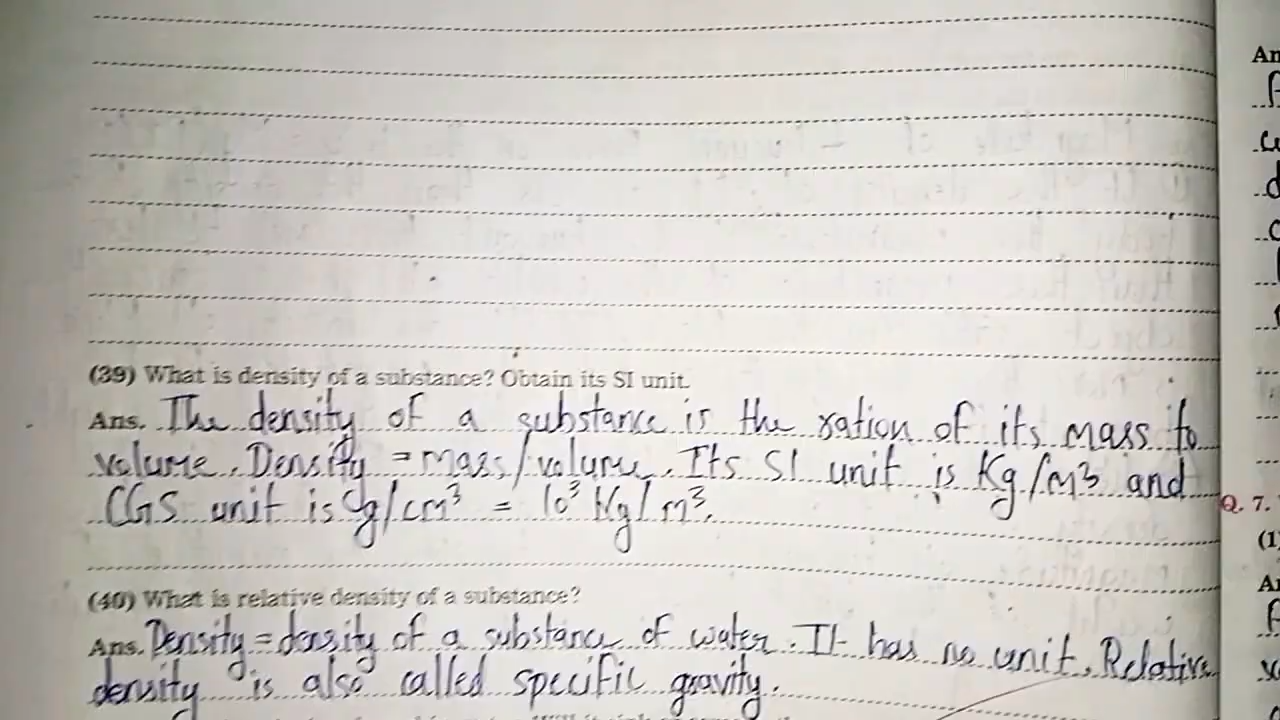 (39) What is density of a substance? Obtain its SI unit.
Ans. The density of a substance is the ration of its mass to
volume. Density = mass/volume. Its SI unit is Kg/m³ and
CGS unit is g/cm³ = 10³ Kg/m³.
(40) What is relative density of a substance?
Ans. Density = density of a substance of water. It has no unit. Relative
density is also called specific gravity.
An
Q. 7.
(1)